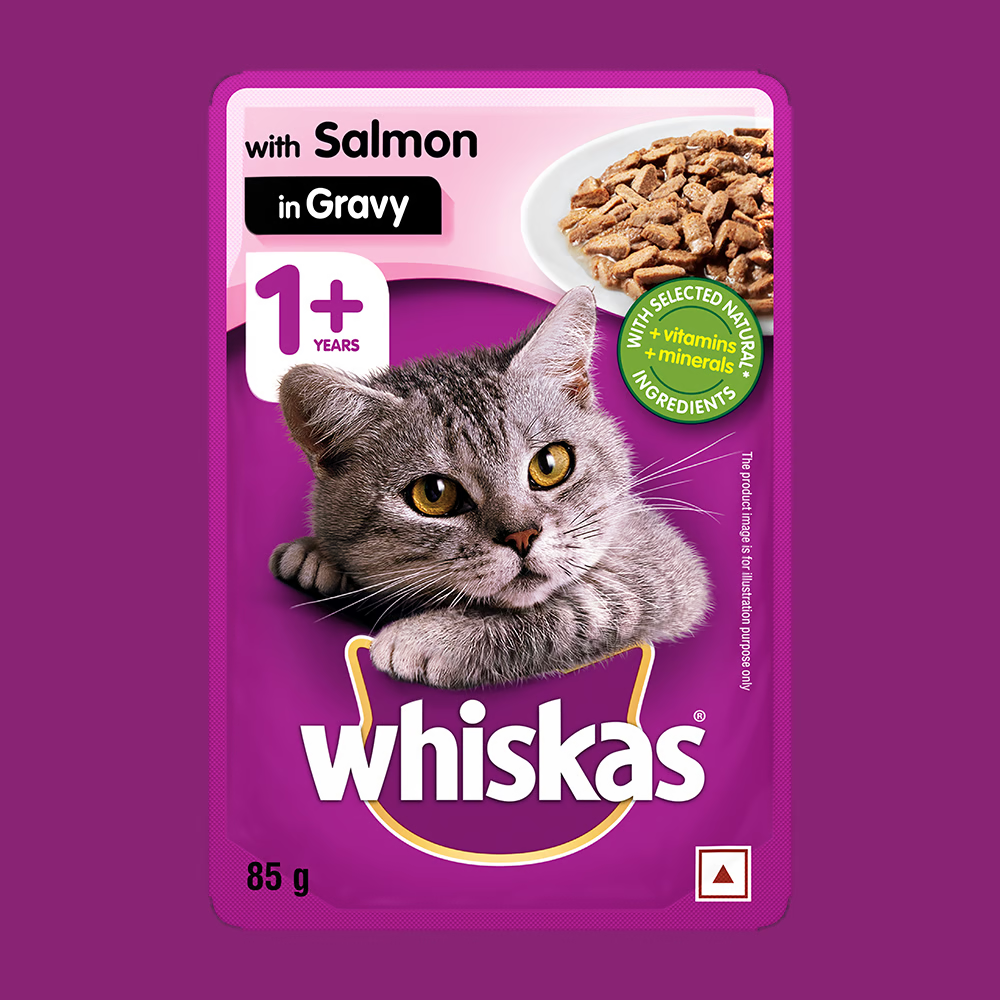 with Salmon
in Gravy
1+
YEARS
WITH SELECTED NATURAL*
+ vitamins
+ minerals
INGREDIENTS
The product image is for illustration purpose only
whiskas®
85 g